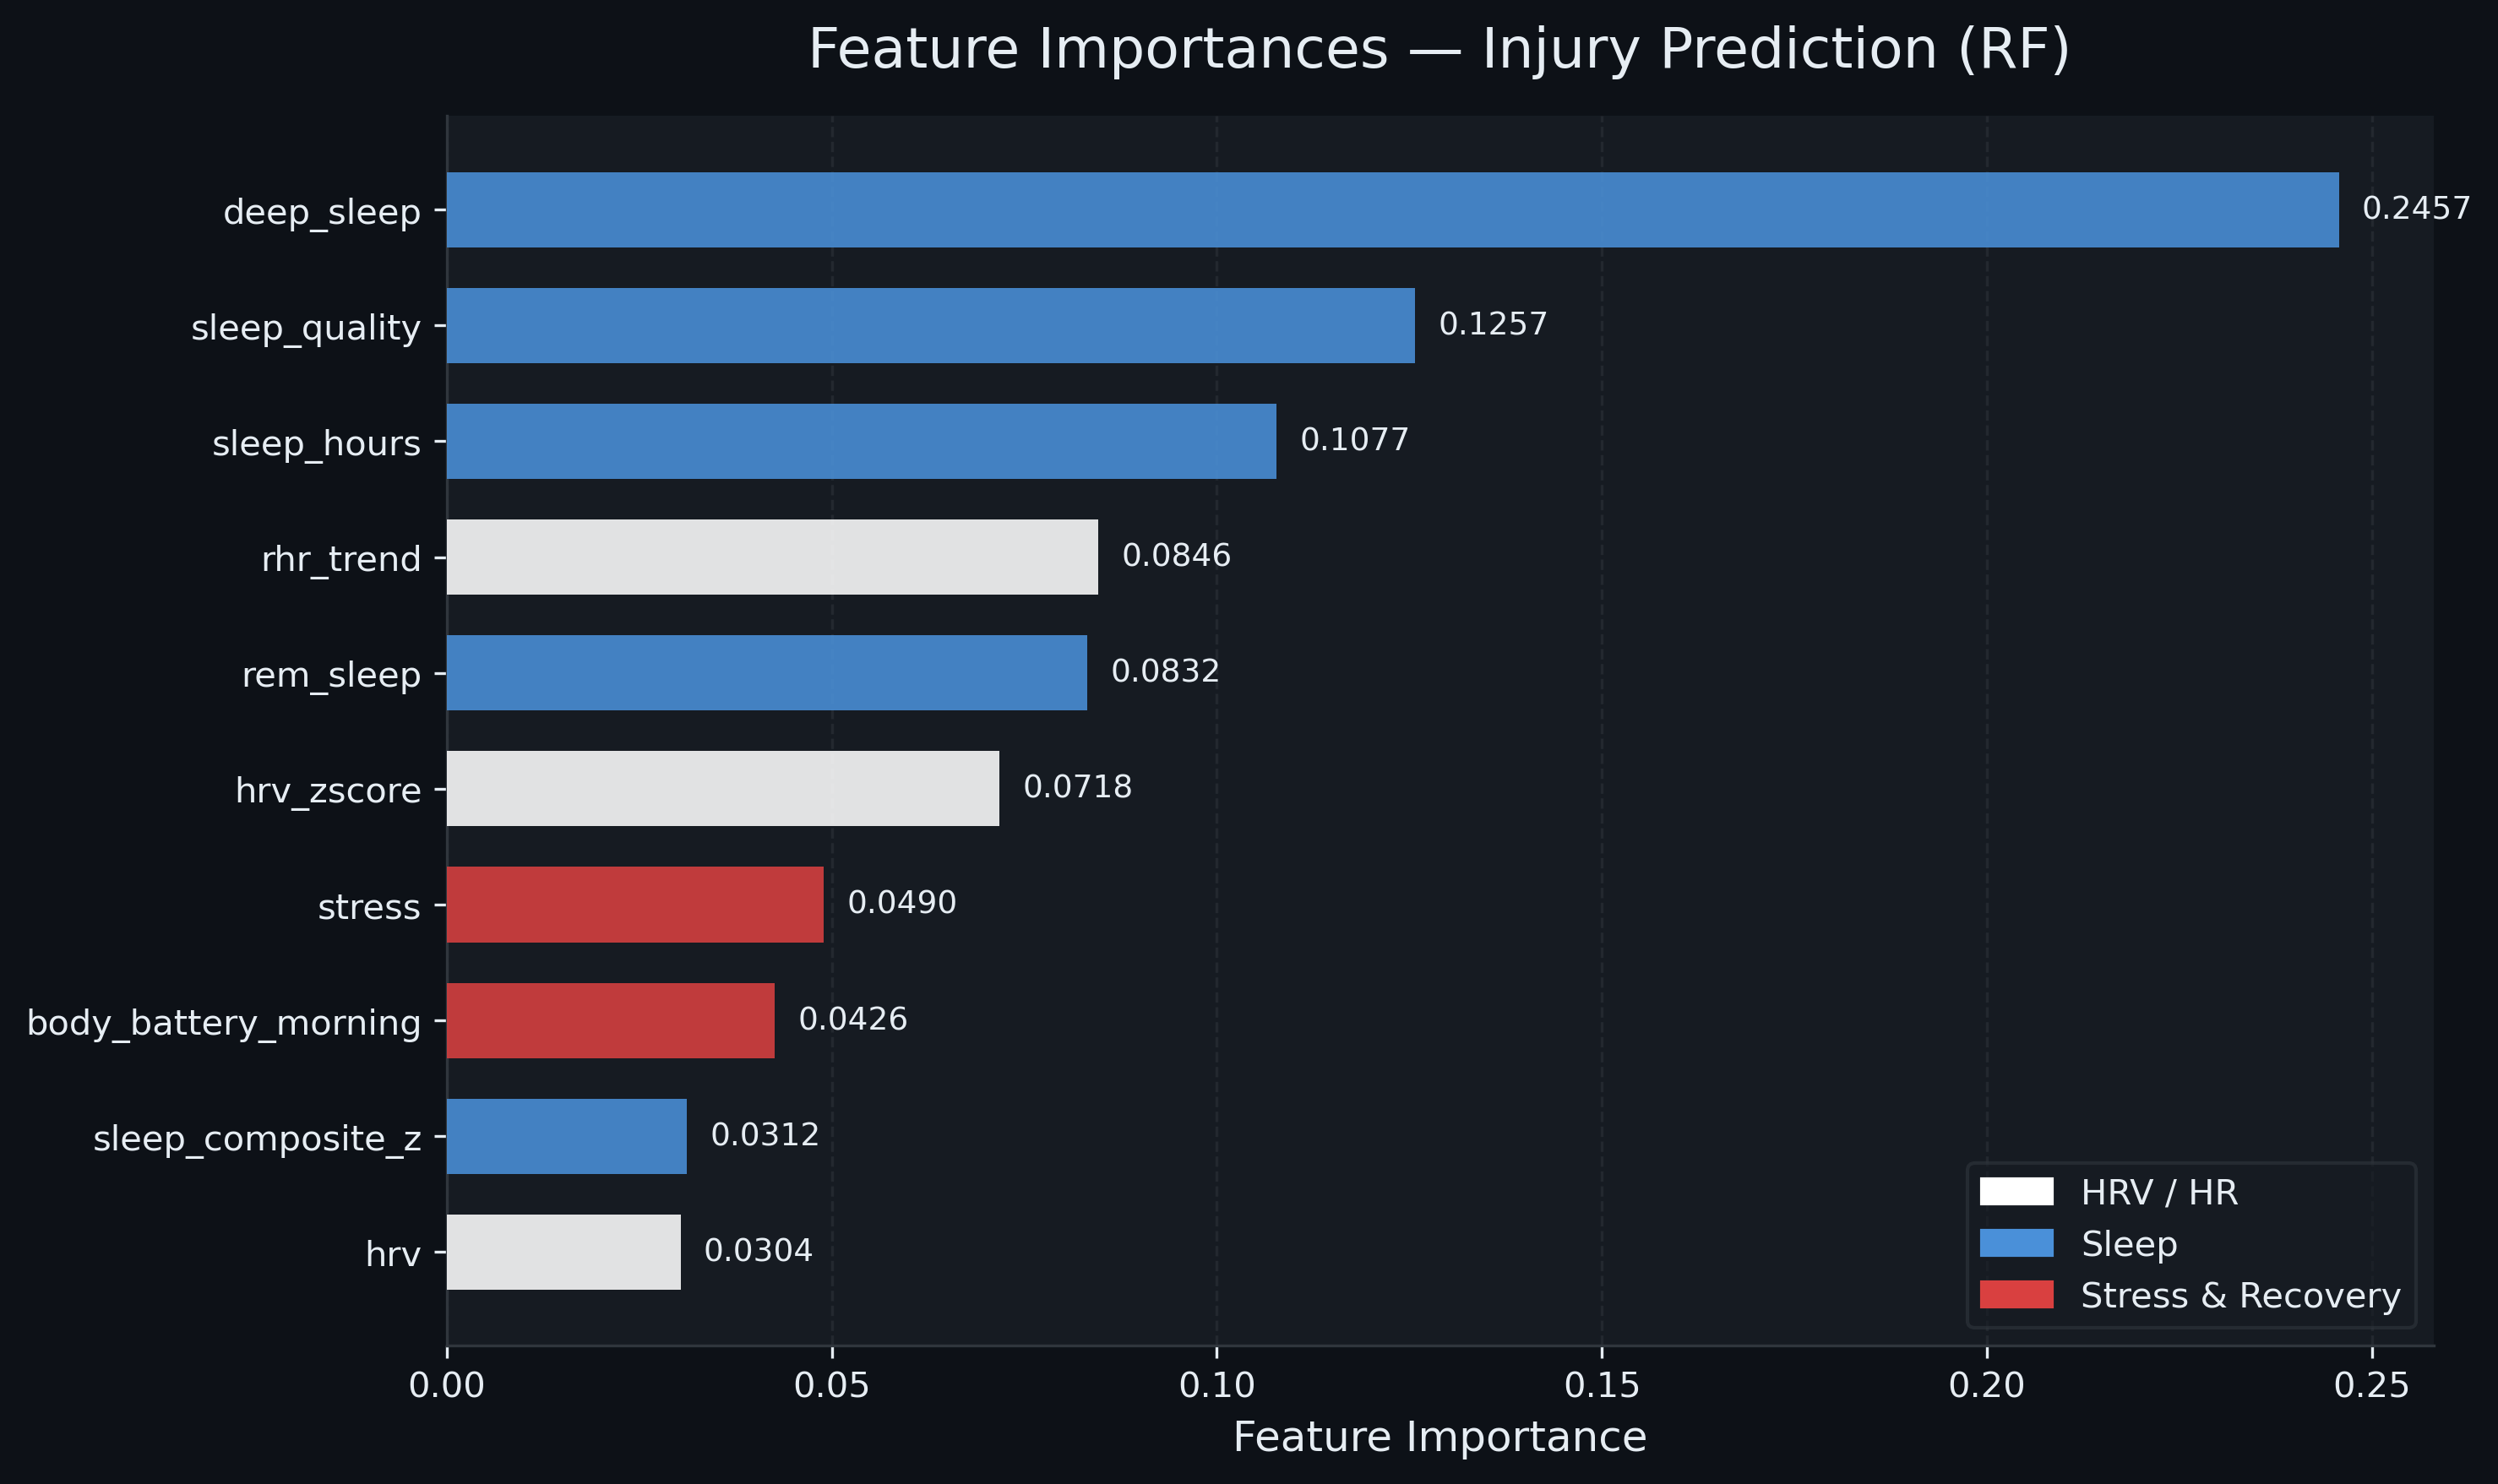 Feature Importances — Injury Prediction (RF)
deep_sleep 0.2457
sleep_quality 0.1257
sleep_hours 0.1077
rhr_trend 0.0846
rem_sleep 0.0832
hrv_zscore 0.0718
stress 0.0490
body_battery_morning 0.0426
sleep_composite_z 0.0312
hrv 0.0304
HRV / HR
Sleep
Stress & Recovery
0.00 0.05 0.10 0.15 0.20 0.25
Feature Importance